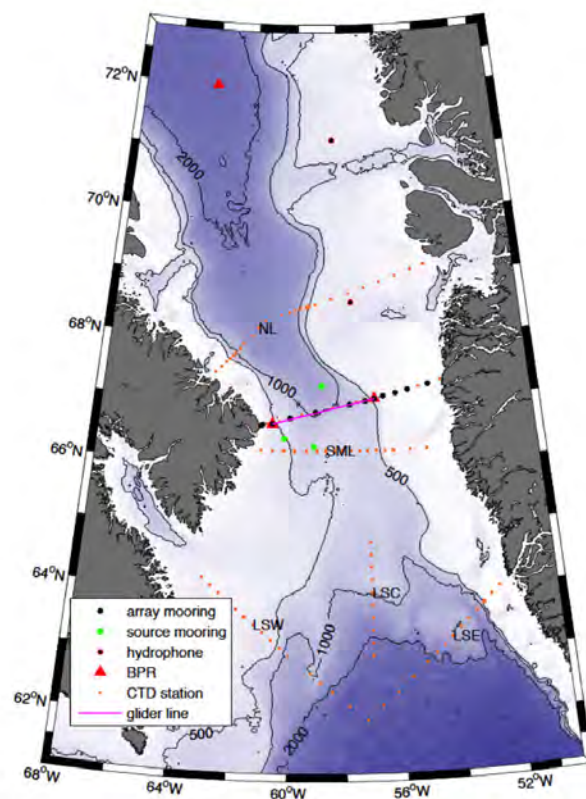 72°N
2000
70°N
68°N
NL
1000
66°N
SML
500
64°N
LSC
LSW
LSE
1000
array mooring
source mooring
hydrophone
BPR
CTD station
glider line
62°N
500
2000
68°W
64°W
60°W
56°W
52°W